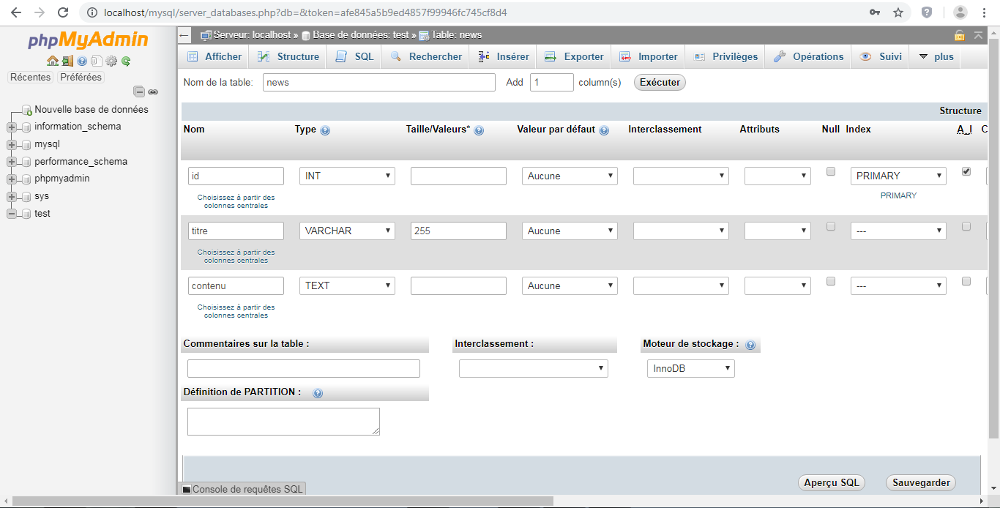 localhost/mysql/server_databases.php?db=&token=afe845a5b9ed4857f99946fc745cf8d4
phpMyAdmin
Récentes Préférées
Nouvelle base de données
information_schema
mysql
performance_schema
phpmyadmin
sys
test
Serveur: localhost » Base de données: test » Table: news
Afficher Structure SQL Rechercher Insérer Exporter Importer Privilèges Opérations Suivi plus
Nom de la table: news Add 1 column(s) Exécuter
Structure
Nom Type Taille/Valeurs* Valeur par défaut Interclassement Attributs Null Index A_I C
id INT Aucune PRIMARY
Choisissez à partir des PRIMARY
colonnes centrales
titre VARCHAR 255 Aucune ---
Choisissez à partir des
colonnes centrales
contenu TEXT Aucune ---
Choisissez à partir des
colonnes centrales
Commentaires sur la table : Interclassement : Moteur de stockage :
InnoDB
Définition de PARTITION :
Aperçu SQL Sauvegarder
Console de requêtes SQL